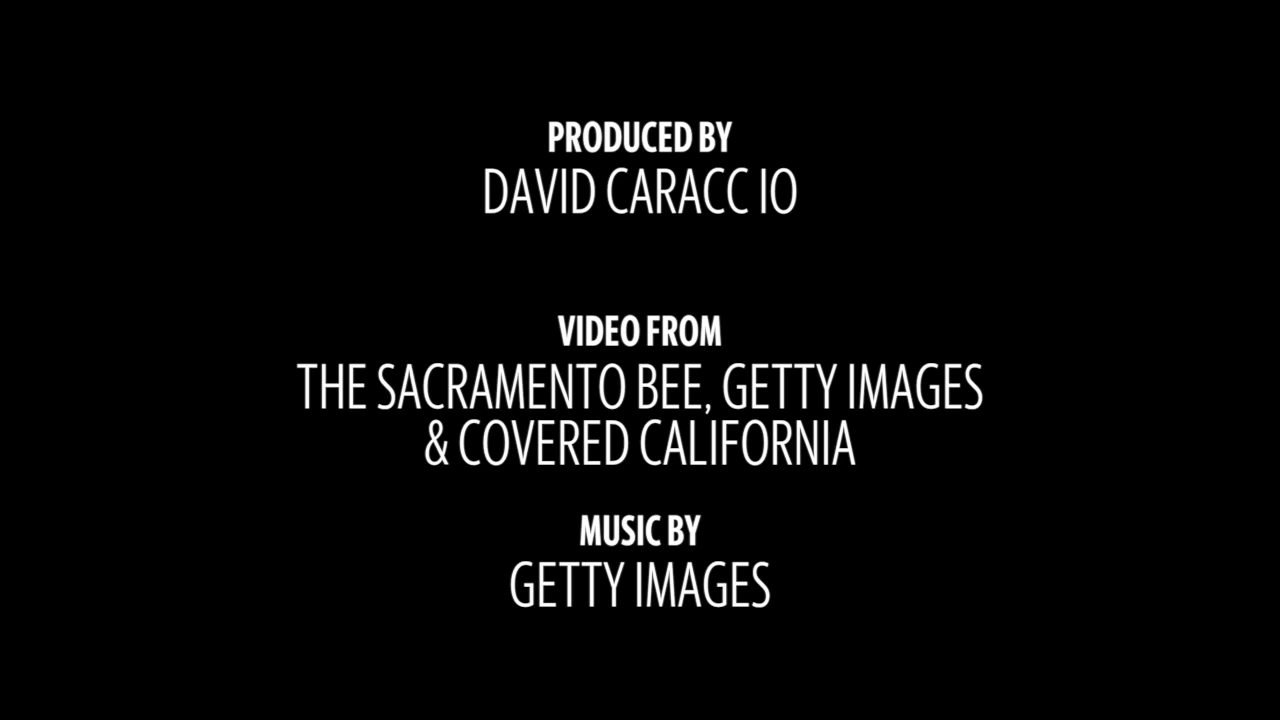 PRODUCED BY
DAVID CARACC IO
VIDEO FROM
THE SACRAMENTO BEE, GETTY IMAGES
& COVERED CALIFORNIA
MUSIC BY
GETTY IMAGES